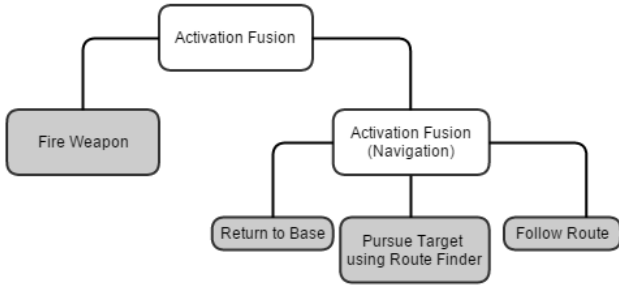 Activation Fusion
Fire Weapon
Activation Fusion
(Navigation)
Return to Base
Pursue Target
using Route Finder
Follow Route